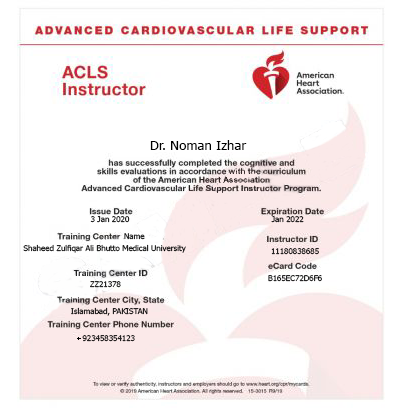 ADVANCED CARDIOVASCULAR LIFE SUPPORT
ACLS
Instructor
American
Heart
Association.
Dr. Noman Izhar
has successfully completed the cognitive and
skills evaluations in accordance with the curriculum
of the American Heart Association
Advanced Cardiovascular Life Support Instructor Program.
Issue Date
3 Jan 2020
Expiration Date
Jan 2022
Training Center Name
Shaheed Zulfiqar Ali Bhutto Medical University
Instructor ID
11180838685
Training Center ID
ZZ21378
eCard Code
B165EC72D6F6
Training Center City, State
Islamabad, PAKISTAN
Training Center Phone Number
+923458354123
To view or verify authenticity, instructors and employers should go to www.heart.org/cpr/mycards.
© 2019 American Heart Association. All rights reserved. 15-3015 R9/19